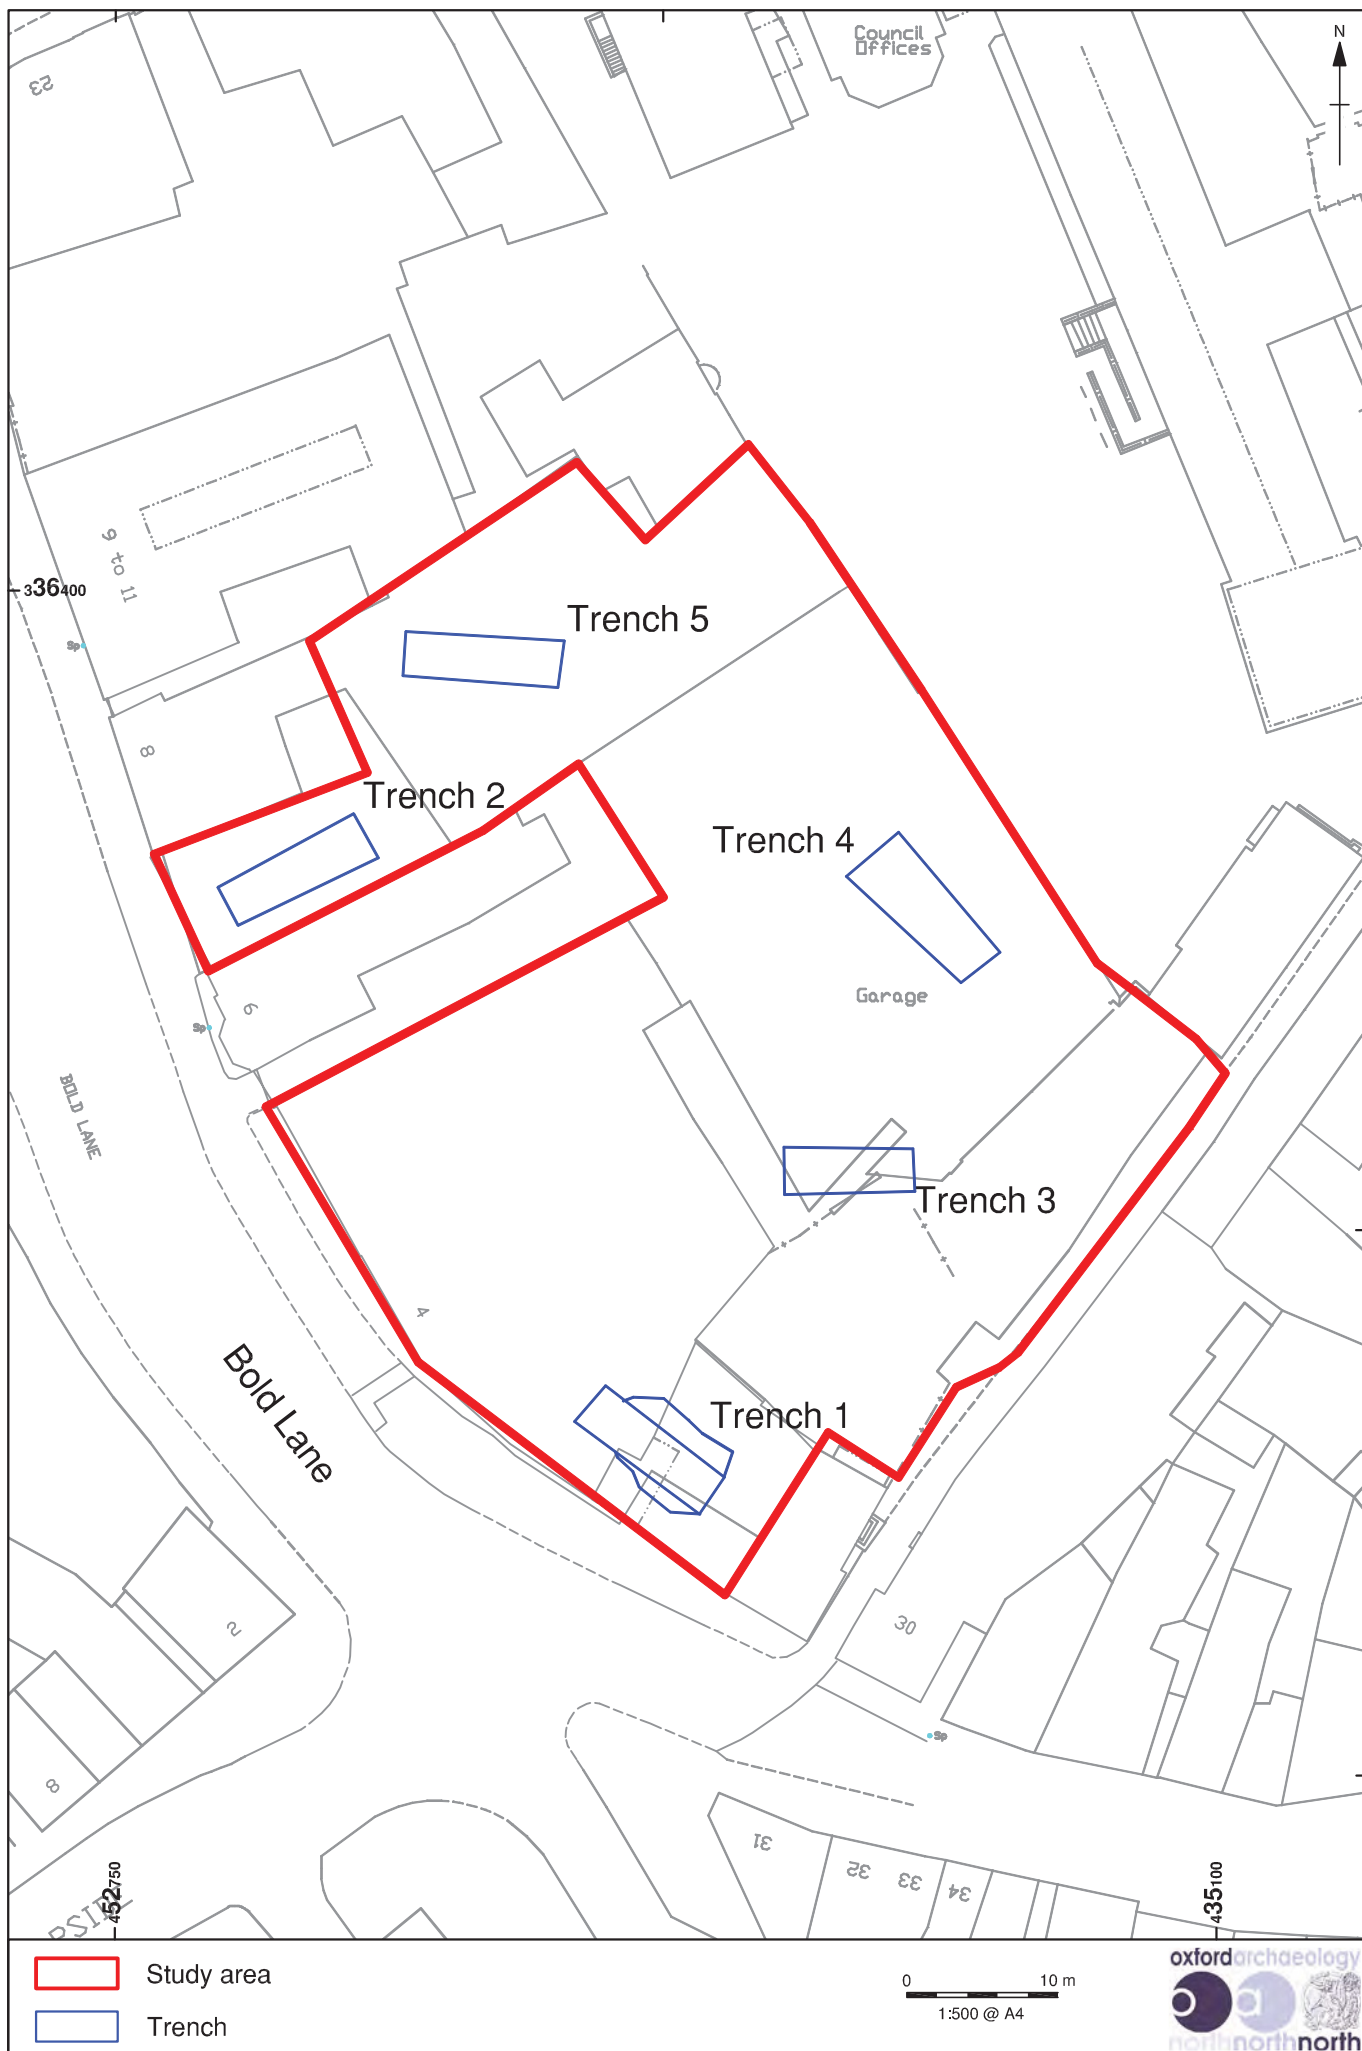 Council
Offices
N
23
9 to 11
336400
Sp
Trench 5
8
Trench 2
Trench 4
Garage
6
Sp
BOLD LANE
Trench 3
4
Bold Lane
Trench 1
2
30
8
Sp
31
32
33
34
452750
435100
Study area
Trench
0 10 m
1:500 @ A4
oxfordarchaeology
northnorthnorth